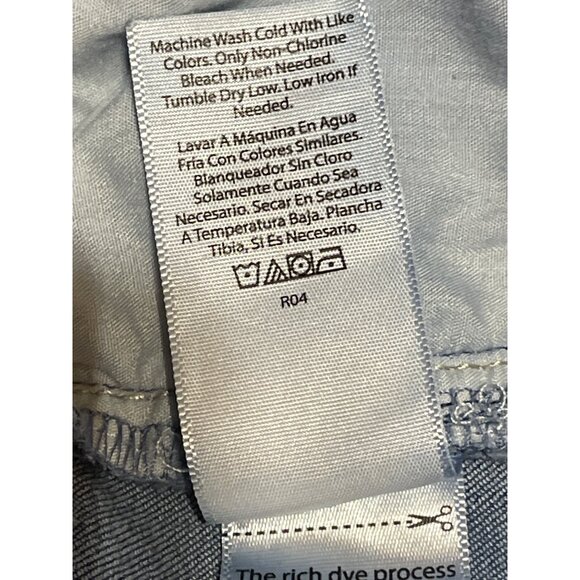 Machine Wash Cold With Like
Colors. Only Non-Chlorine
Bleach When Needed.
Tumble Dry Low. Low Iron If
Needed.
Lavar A Máquina En Agua
Fría Con Colores Similares.
Blanqueador Sin Cloro
Solamente Cuando Sea
Necesario. Secar En Secadora
A Temperatura Baja. Plancha
Tibia, Si Es Necesario.
R04
The rich dye process